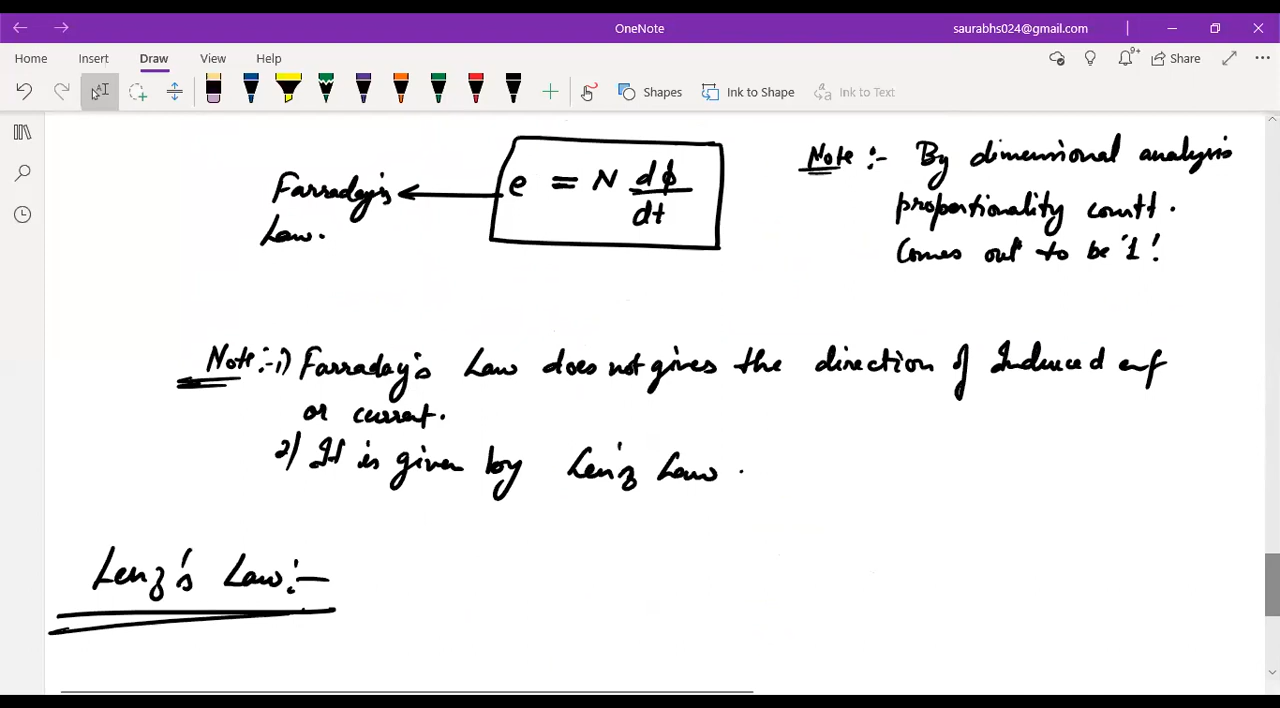 OneNote
saurabhs024@gmail.com
Home Insert Draw View Help
Share
Shapes
Ink to Shape
Ink to Text
Farraday's
Law.
e = N dφ/dt
Note :- By dimensional analysis
proportionality constt.
Comes out to be '1'.
Note :- 1) Farraday's Law does not gives the direction of Induced emf
or current.
2) It is given by Lenz Law.
Lenz's Law :-